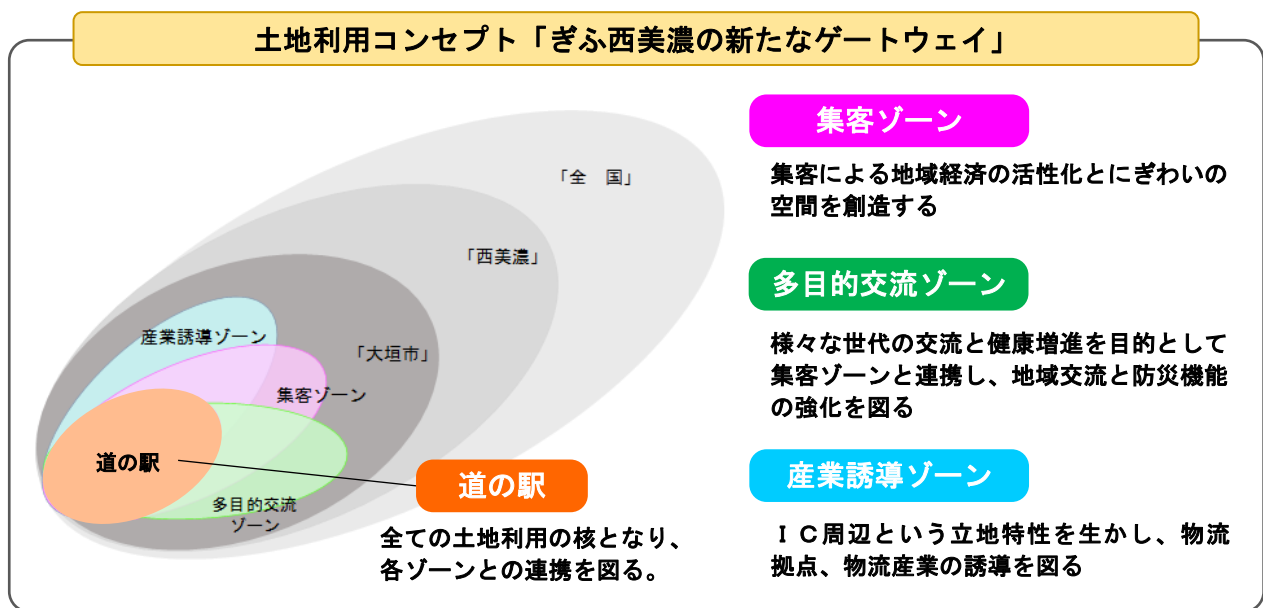 土地利用コンセプト「ぎふ西美濃の新たなゲートウェイ」
「全　国」
「西美濃」
産業誘導ゾーン
「大垣市」
集客ゾーン
道の駅
多目的交流
ゾーン
道の駅
全ての土地利用の核となり、
各ゾーンとの連携を図る。
集客ゾーン
集客による地域経済の活性化とにぎわいの
空間を創造する
多目的交流ゾーン
様々な世代の交流と健康増進を目的として
集客ゾーンと連携し、地域交流と防災機能
の強化を図る
産業誘導ゾーン
ＩＣ周辺という立地特性を生かし、物流
拠点、物流産業の誘導を図る